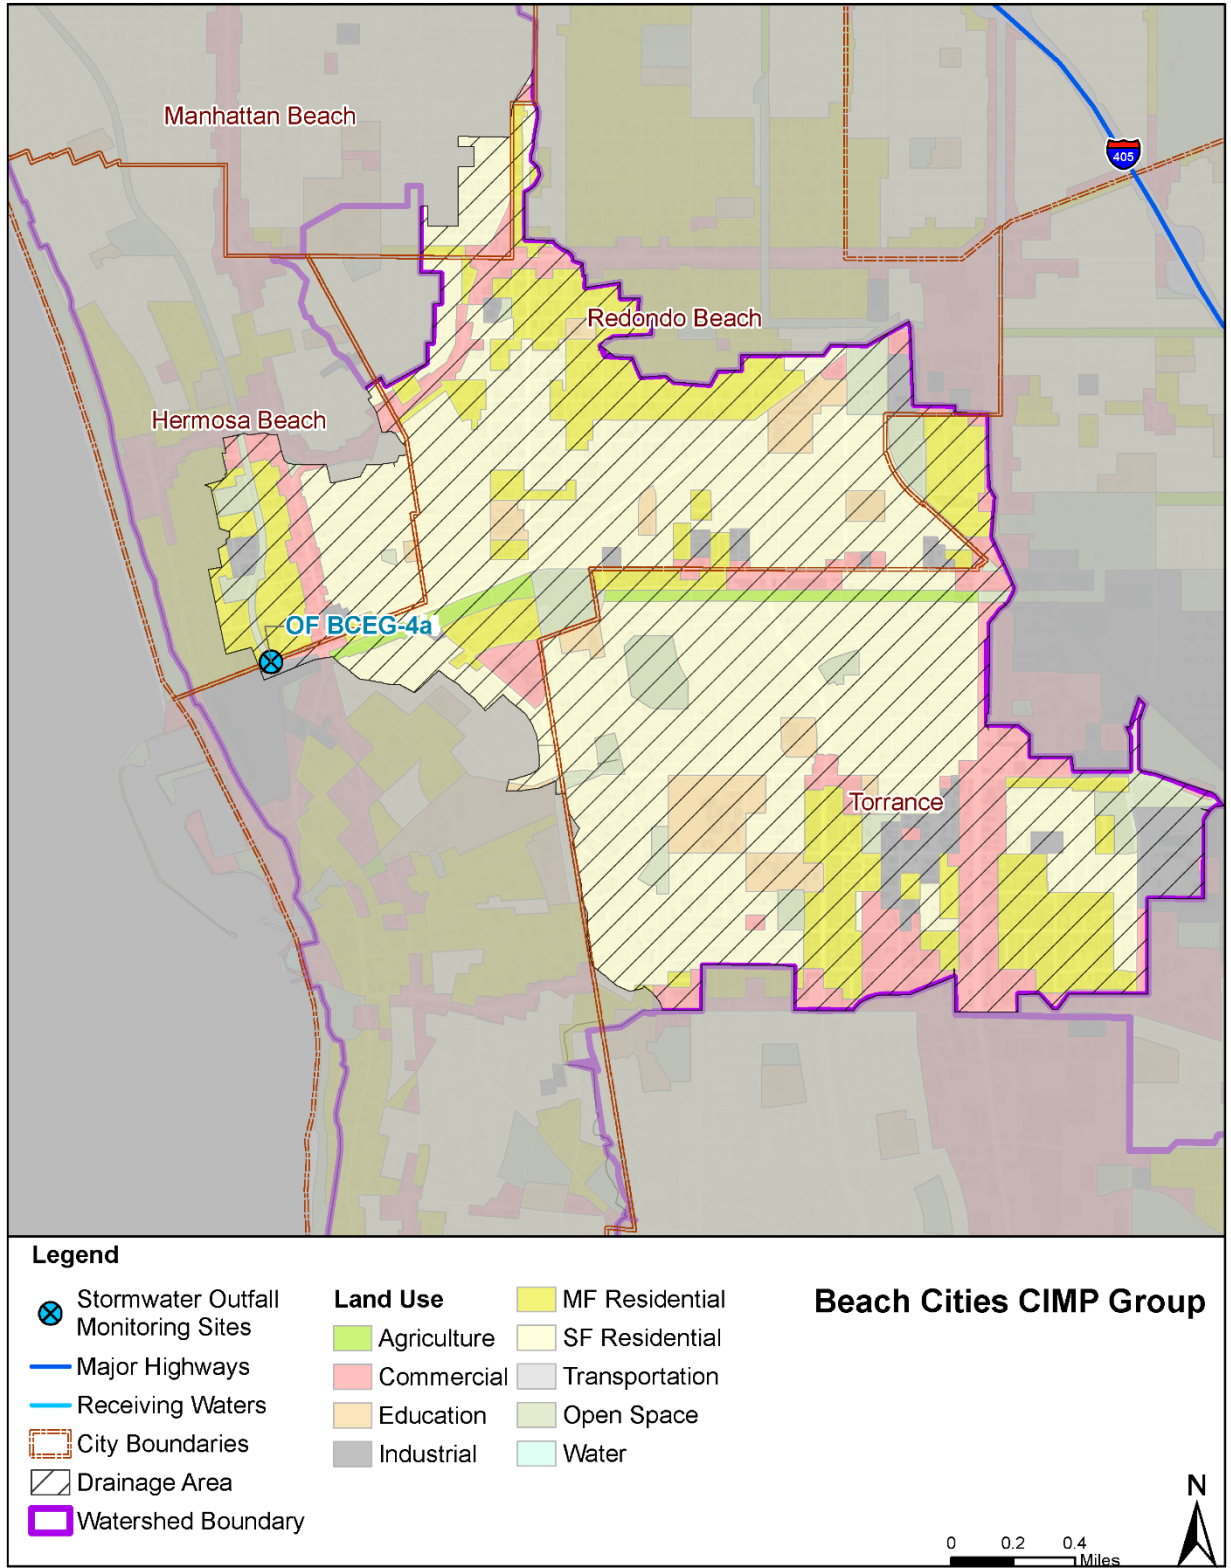 Manhattan Beach
405
Redondo Beach
Hermosa Beach
OF BCEG-4a
Torrance
Legend
Stormwater Outfall
Monitoring Sites
Major Highways
Receiving Waters
City Boundaries
Drainage Area
Watershed Boundary
Land Use
Agriculture
Commercial
Education
Industrial
MF Residential
SF Residential
Transportation
Open Space
Water
Beach Cities CIMP Group
N
0 0.2 0.4
Miles